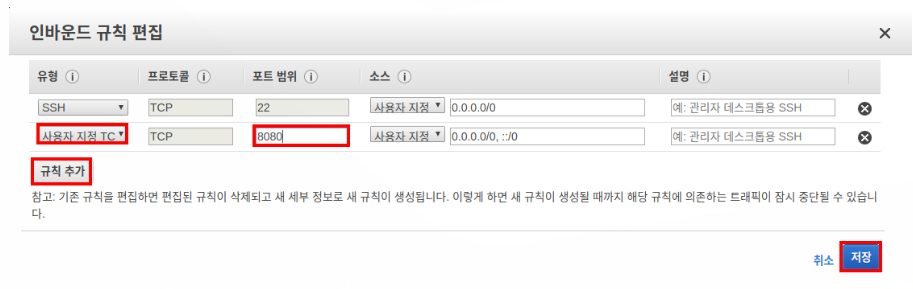 인바운드 규칙 편집
유형 프로토콜 포트 범위 소스 설명
SSH TCP 22 사용자 지정 0.0.0.0/0 예: 관리자 데스크톱용 SSH
사용자 지정 TC TCP 8080 사용자 지정 0.0.0.0/0, ::/0 예: 관리자 데스크톱용 SSH
규칙 추가
참고: 기존 규칙을 편집하면 편집된 규칙이 삭제되고 새 세부 정보로 새 규칙이 생성됩니다. 이렇게 하면 새 규칙이 생성될 때까지 해당 규칙에 의존하는 트래픽이 잠시 중단될 수 있습니
다.
취소 저장